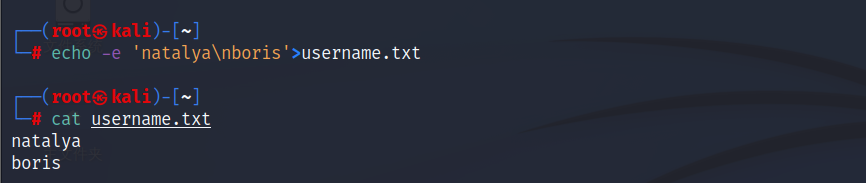 ┌──(root㉿kali)-[~]
└─# echo -e 'natalya\nboris'>username.txt
┌──(root㉿kali)-[~]
└─# cat username.txt
natalya
boris